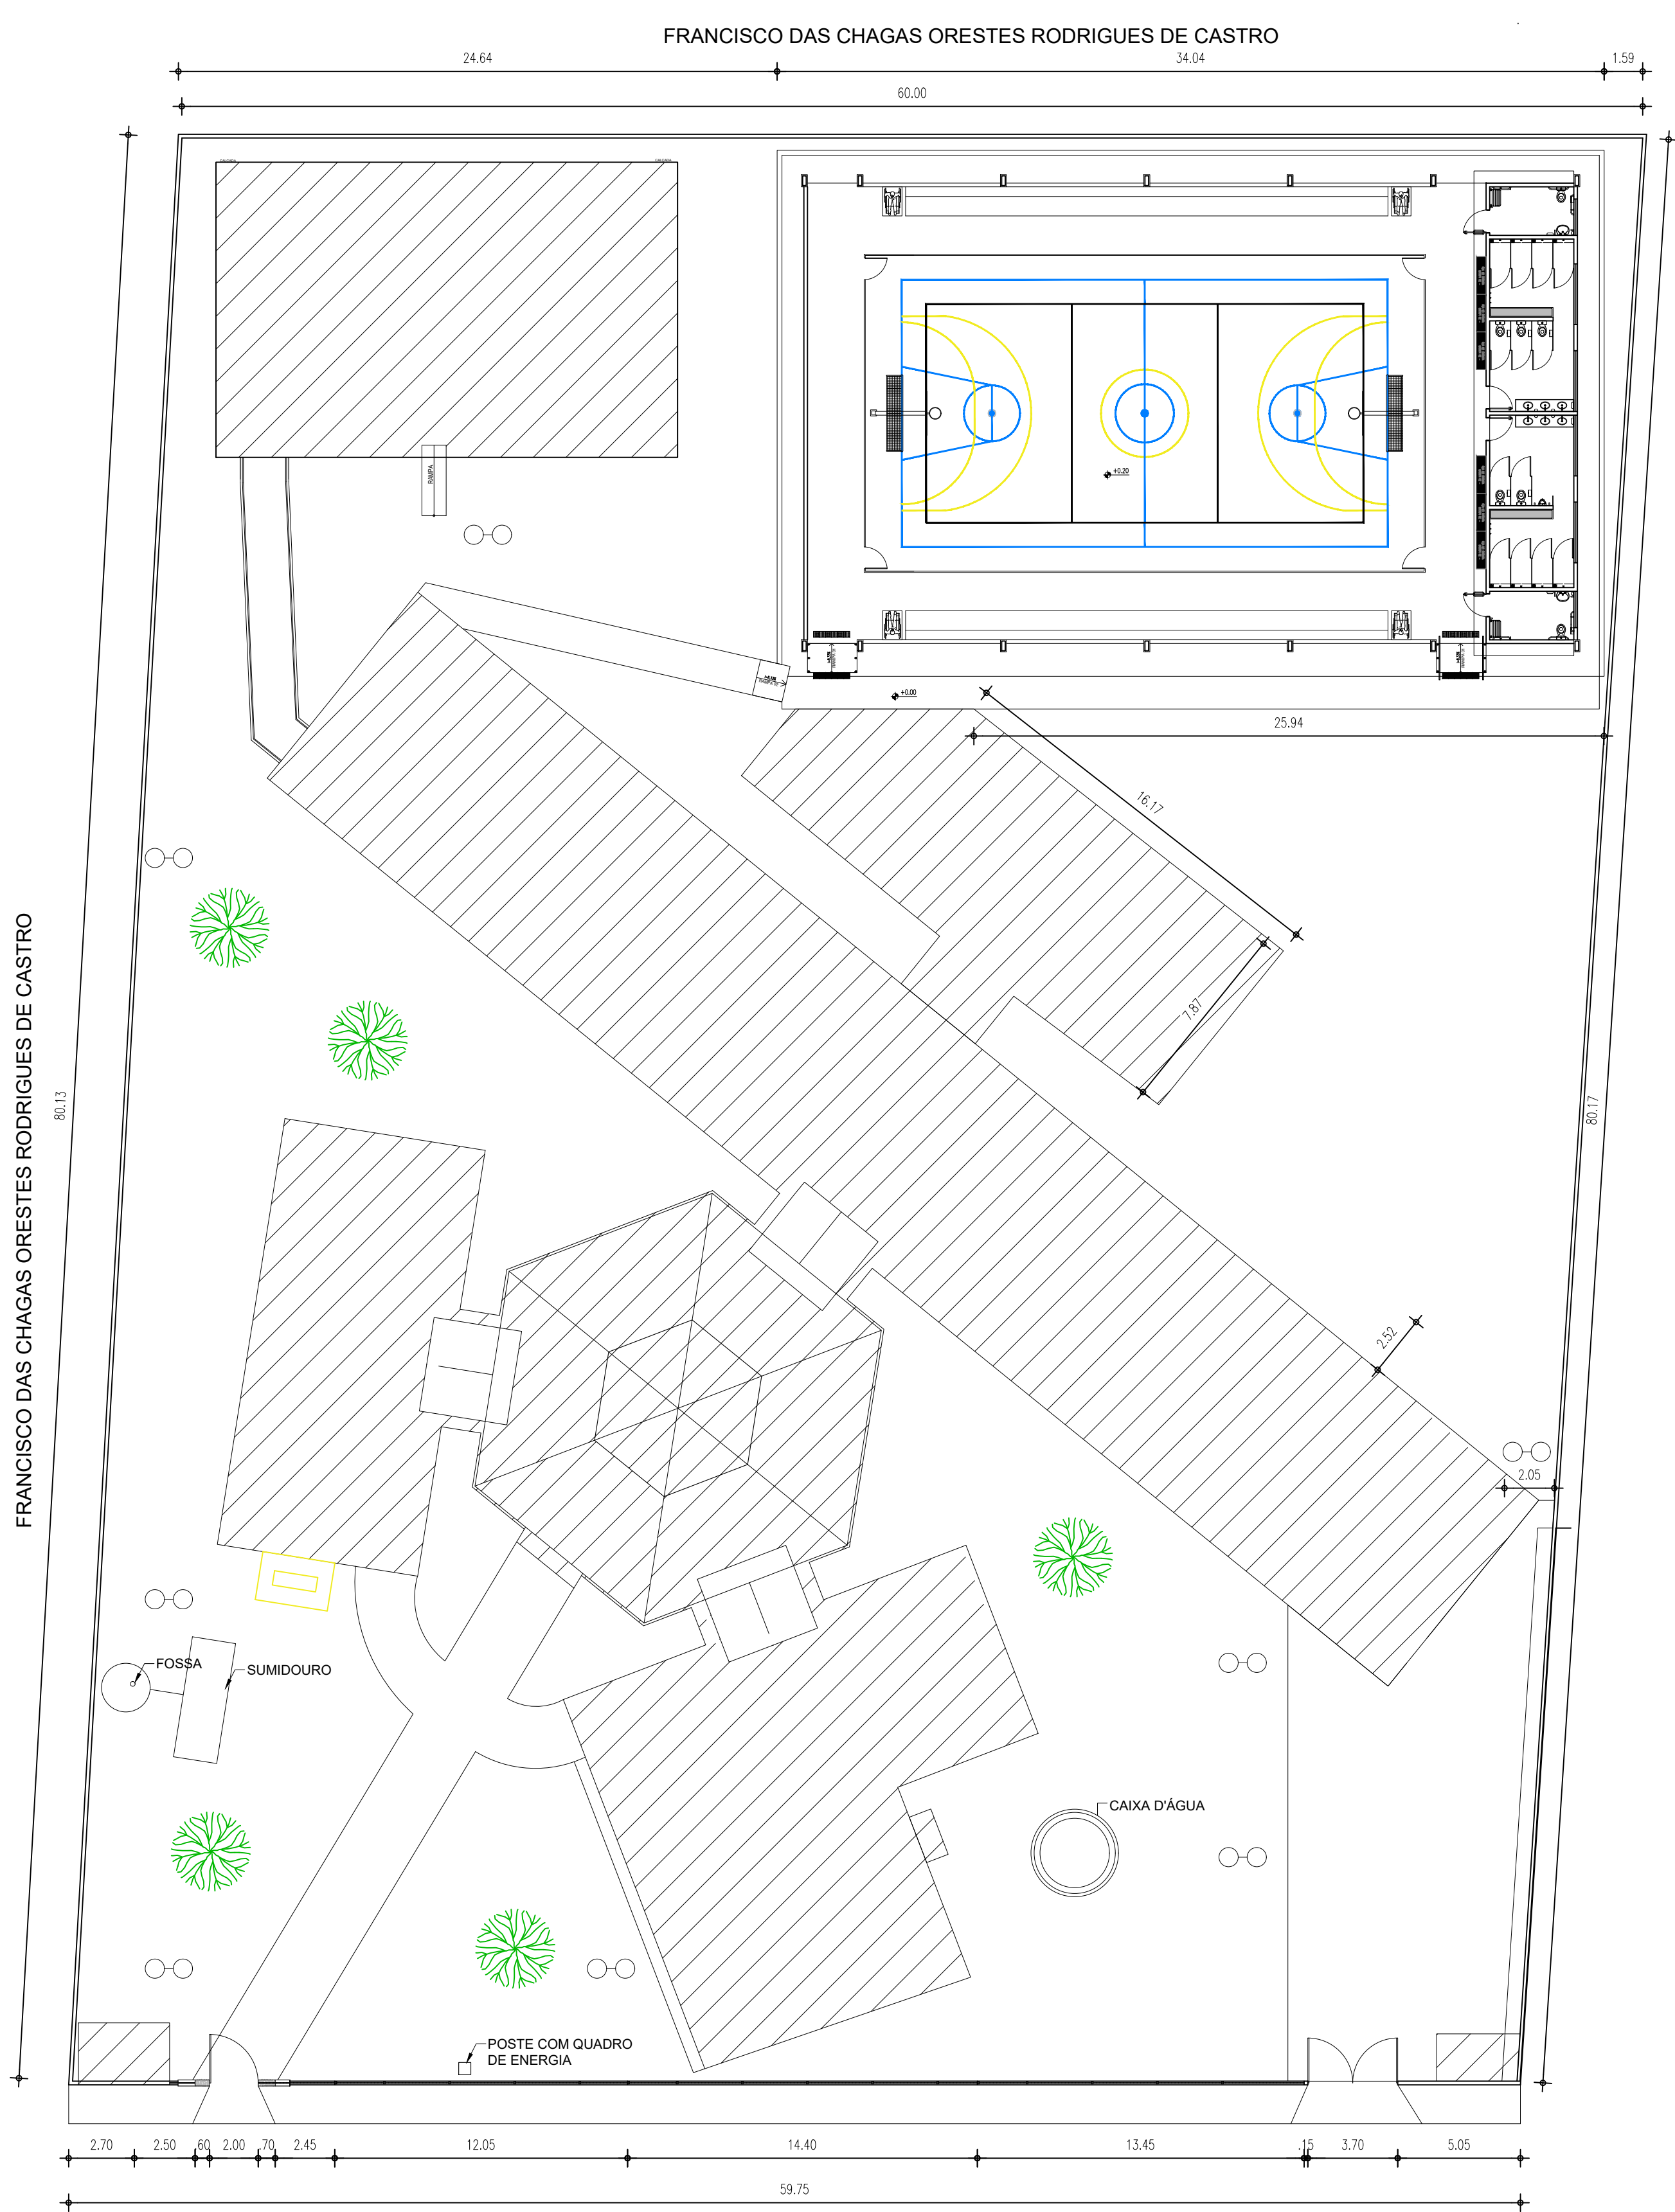 FRANCISCO DAS CHAGAS ORESTES RODRIGUES DE CASTRO
24.64
34.04
1.59
60.00
CALÇADA
CALÇADA
RAMPA
+0.20
+0.00
25.94
16.17
7.87
FRANCISCO DAS CHAGAS ORESTES RODRIGUES DE CASTRO
80.13
80.17
2.52
2.05
FOSSA
SUMIDOURO
CAIXA D'ÁGUA
POSTE COM QUADRO
DE ENERGIA
2.70
2.50
.60
2.00
.70
2.45
12.05
14.40
13.45
.15
3.70
5.05
59.75